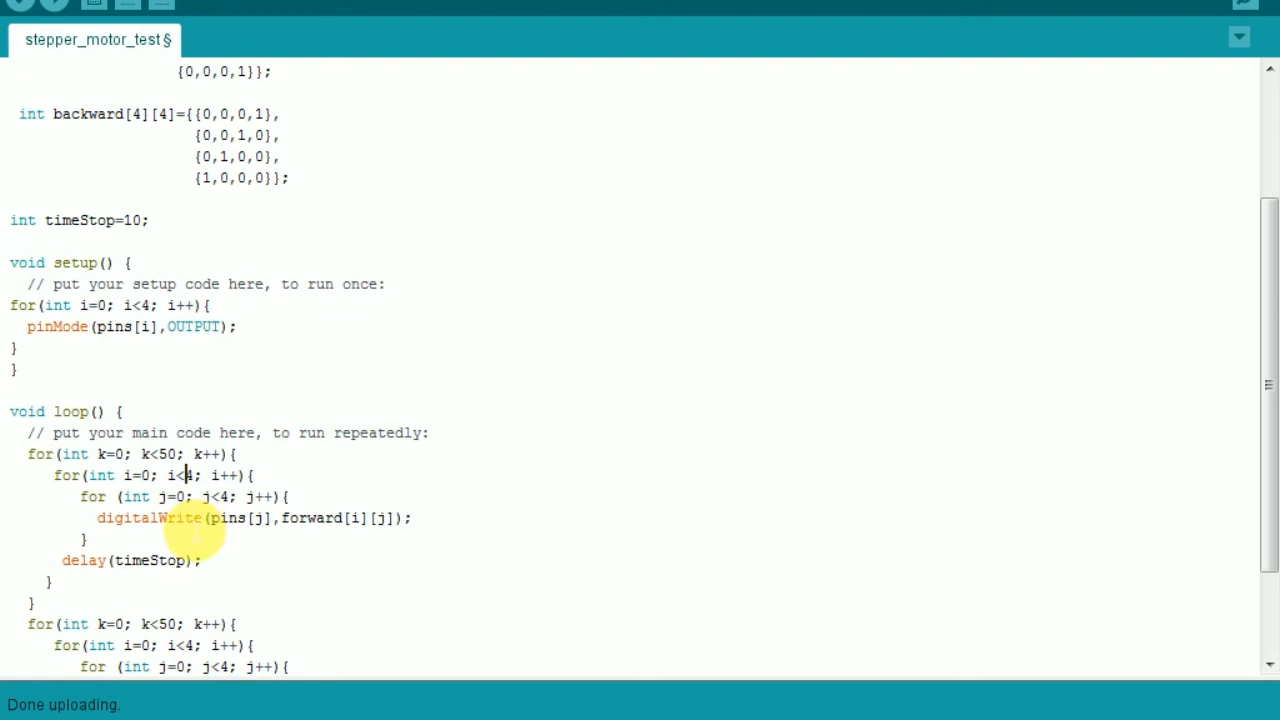 stepper_motor_test§
{0,0,0,1}};
int backward[4][4]={{0,0,0,1},
{0,0,1,0},
{0,1,0,0},
{1,0,0,0}};
int timeStop=10;
void setup() {
// put your setup code here, to run once:
for(int i=0; i<4; i++){
pinMode(pins[i],OUTPUT);
}
}
void loop() {
// put your main code here, to run repeatedly:
for(int k=0; k<50; k++){
for(int i=0; i<4; i++){
for (int j=0; j<4; j++){
digitalWrite(pins[j],forward[i][j]);
}
delay(timeStop);
}
}
for(int k=0; k<50; k++){
for(int i=0; i<4; i++){
for (int j=0; j<4; j++){
Done uploading.